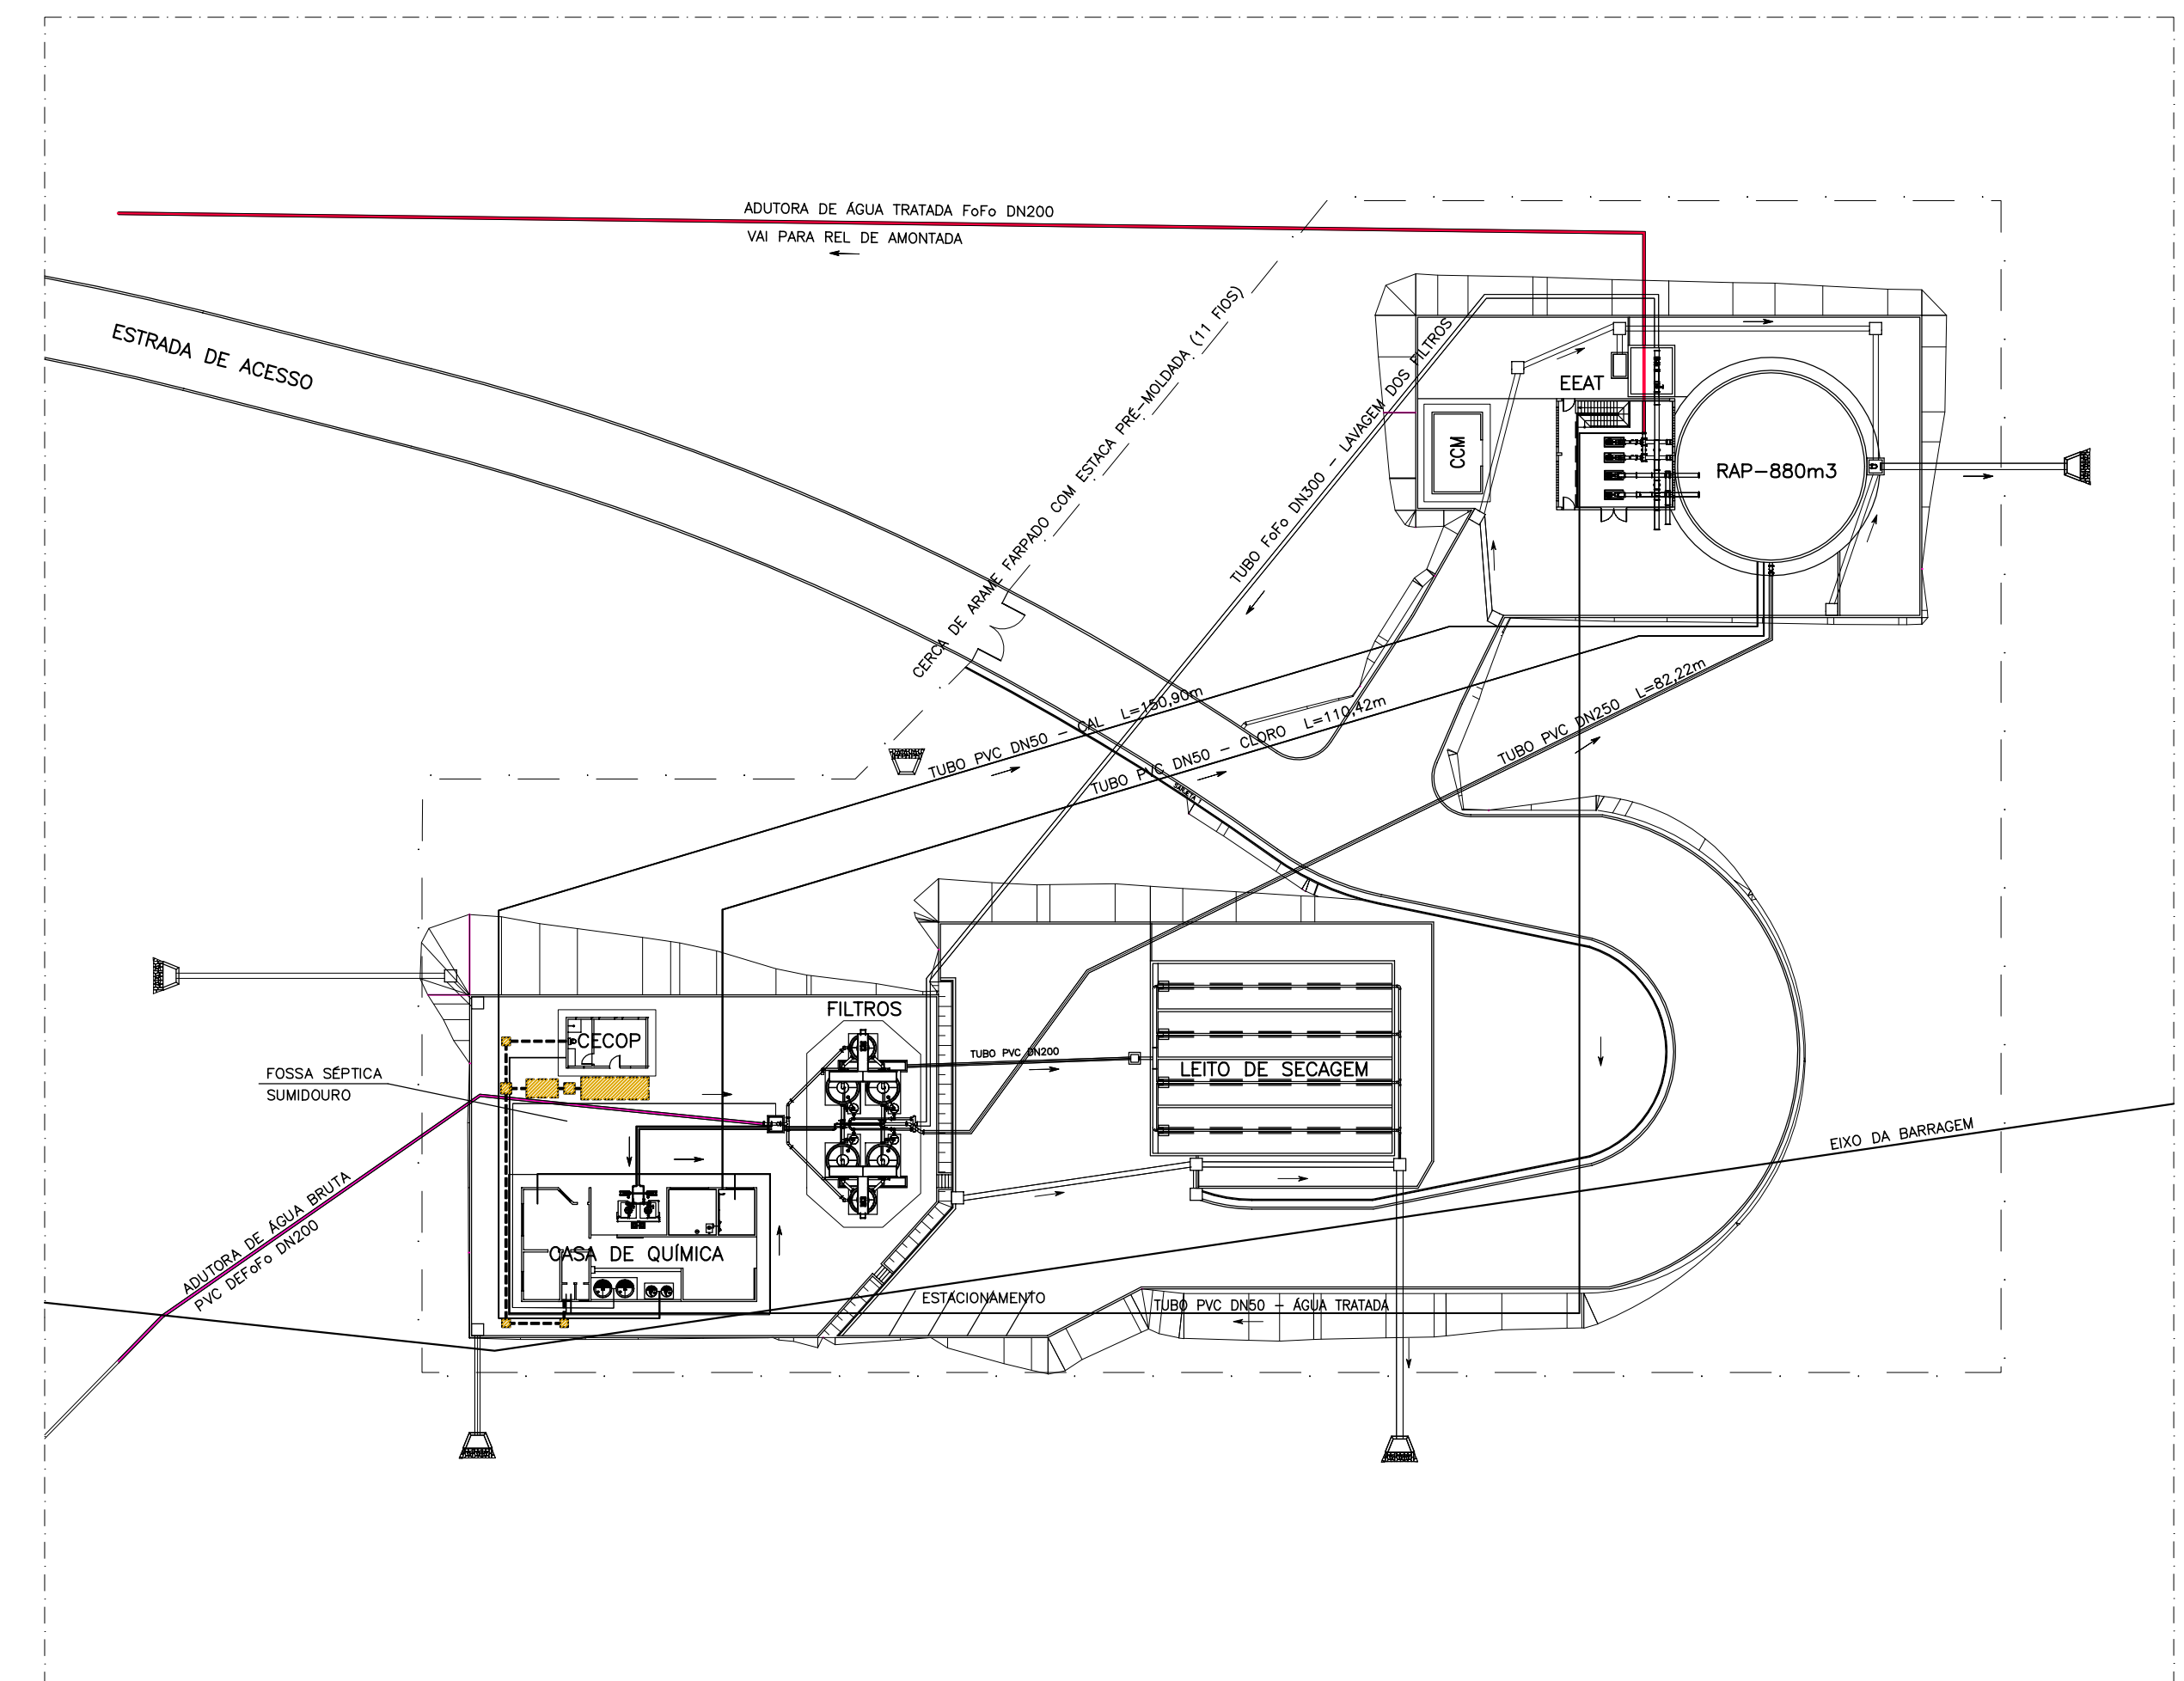 ADUTORA DE ÁGUA TRATADA FoFo DN200
VAI PARA REL DE AMONTADA
ESTRADA DE ACESSO
CERCA DE ARAME FARPADO COM ESTACA PRÉ-MOLDADA (11 FIOS)
TUBO FoFo DN300 - LAVAGEM DOS FILTROS
EEAT
CCM
RAP-880m3
TUBO PVC DN50 - CAL L=150,90m
TUBO PVC DN50 - CLORO L=110,42m
TUBO PVC DN250 L=82,22m
FILTROS
CECOP
TUBO PVC DN200
LEITO DE SECAGEM
FOSSA SÉPTICA
SUMIDOURO
EIXO DA BARRAGEM
ADUTORA DE ÁGUA BRUTA
PVC DEFoFo DN200
CASA DE QUÍMICA
ESTACIONAMENTO
TUBO PVC DN50 - ÁGUA TRATADA